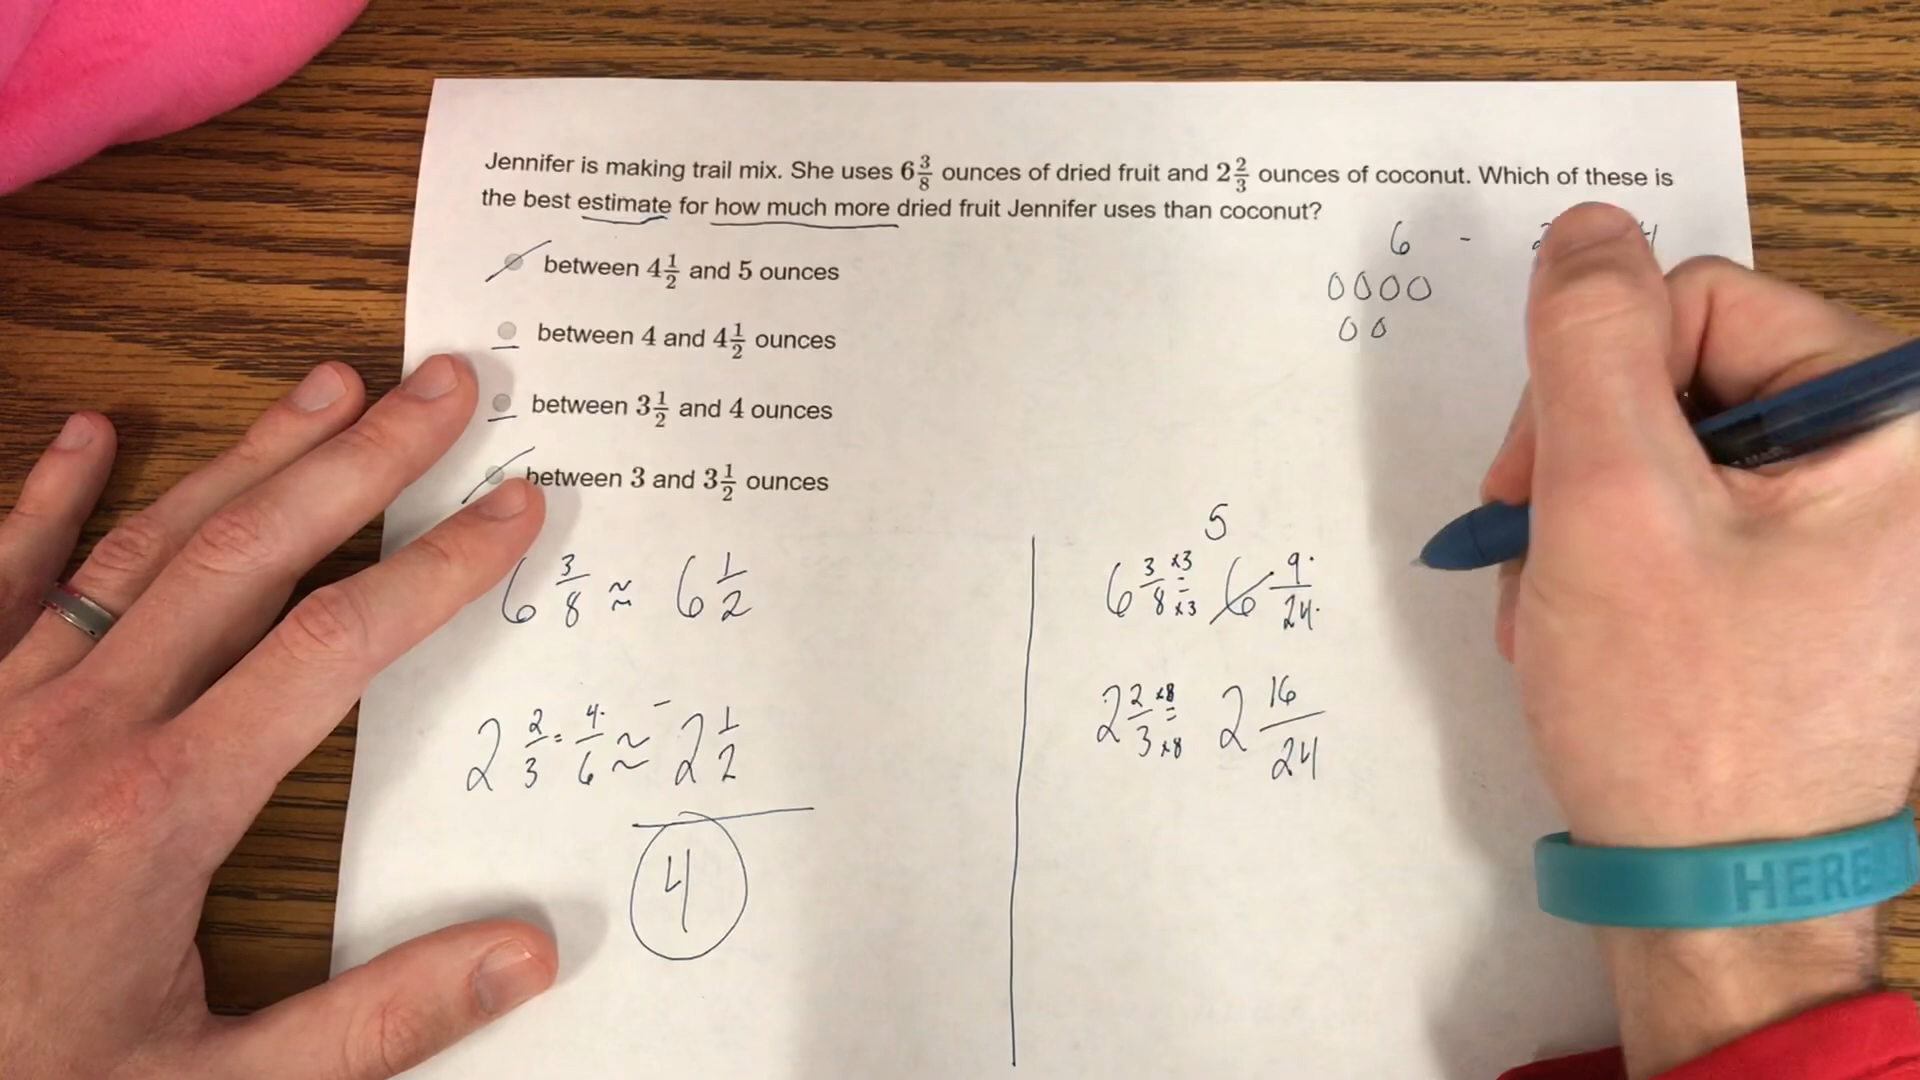 Jennifer is making trail mix. She uses 6 3/8 ounces of dried fruit and 2 2/3 ounces of coconut. Which of these is
the best estimate for how much more dried fruit Jennifer uses than coconut?
6 -
between 4 1/2 and 5 ounces
between 4 and 4 1/2 ounces
between 3 1/2 and 4 ounces
between 3 and 3 1/2 ounces
6 3/8 ≈ 6 1/2
2 2/3 = 4/6 ≈ - 2 1/2
4
5
6 3/8 ×3/×3 = 6 9/24
2 2/3 ×8/×8 = 2 16/24
HERE